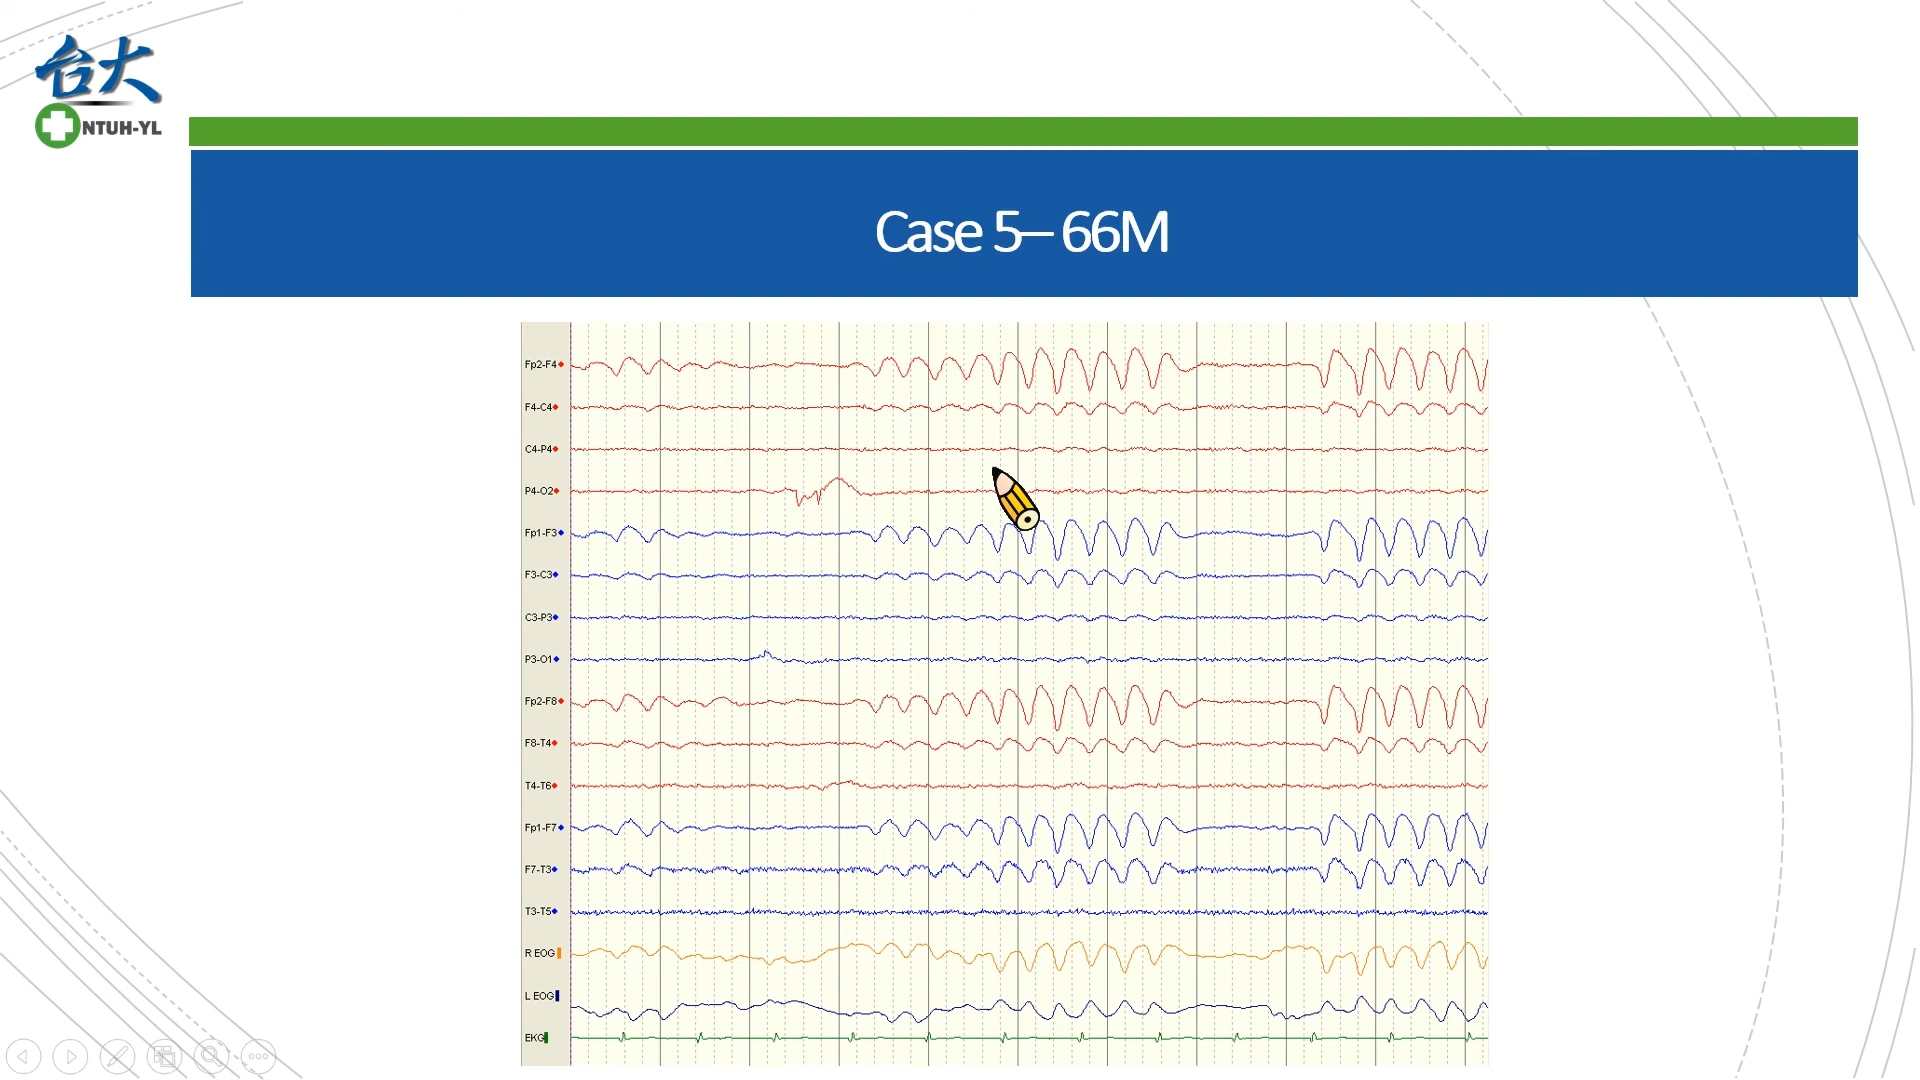 台大
NTUH-YL
Case 5– 66M
Fp2-F4
F4-C4
C4-P4
P4-O2
Fp1-F3
F3-C3
C3-P3
P3-O1
Fp2-F8
F8-T4
T4-T6
Fp1-F7
F7-T3
T3-T5
R EOG
L EOG
EKG